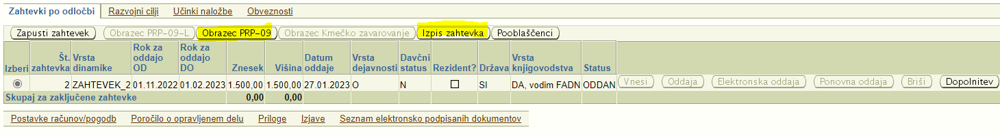 Zahtevki po odločbi Razvojni cilji Učinki naložbe Obveznosti
Zapusti zahtevek Obrazec PRP-09-L Obrazec PRP-09 Obrazec Kmečko zavarovanje Izpis zahtevka Pooblaščenci
Izberi Št. zahtevka Vrsta dinamike Rok za oddajo OD Rok za oddajo DO Znesek Višina Datum oddaje Vrsta dejavnosti Davčni status Rezident? Država Vrsta knjigovodstva Status
2 ZAHTEVEK_2 01.11.2022 01.02.2023 1.500,00 1.500,00 27.01.2023 O N SI DA, vodim FADN ODDAN Vnesi Oddaja Elektronska oddaja Ponovna oddaja Briši Dopolnitev
Skupaj za zaključene zahtevke 0,00 0,00
Postavke računov/pogodb Poročilo o opravljenem delu Priloge Izjave Seznam elektronsko podpisanih dokumentov